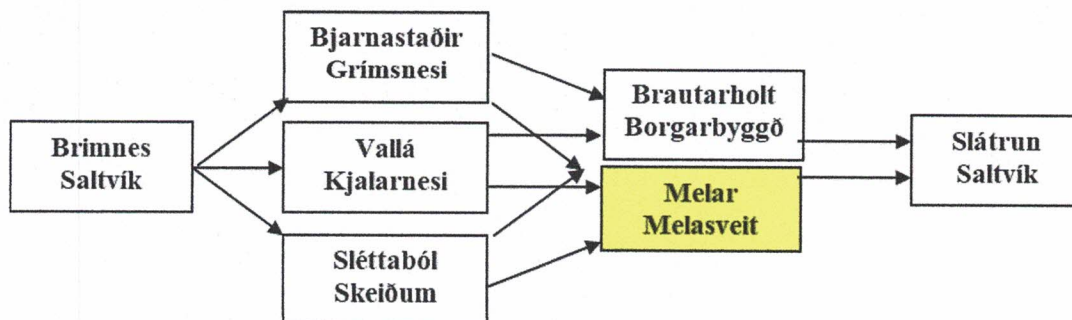 Brimnes
Saltvík
Bjarnastaðir
Grímsnesi
Vallá
Kjalarnesi
Sléttaból
Skeiðum
Brautarholt
Borgarbyggð
Melar
Melasveit
Slátrun
Saltvík